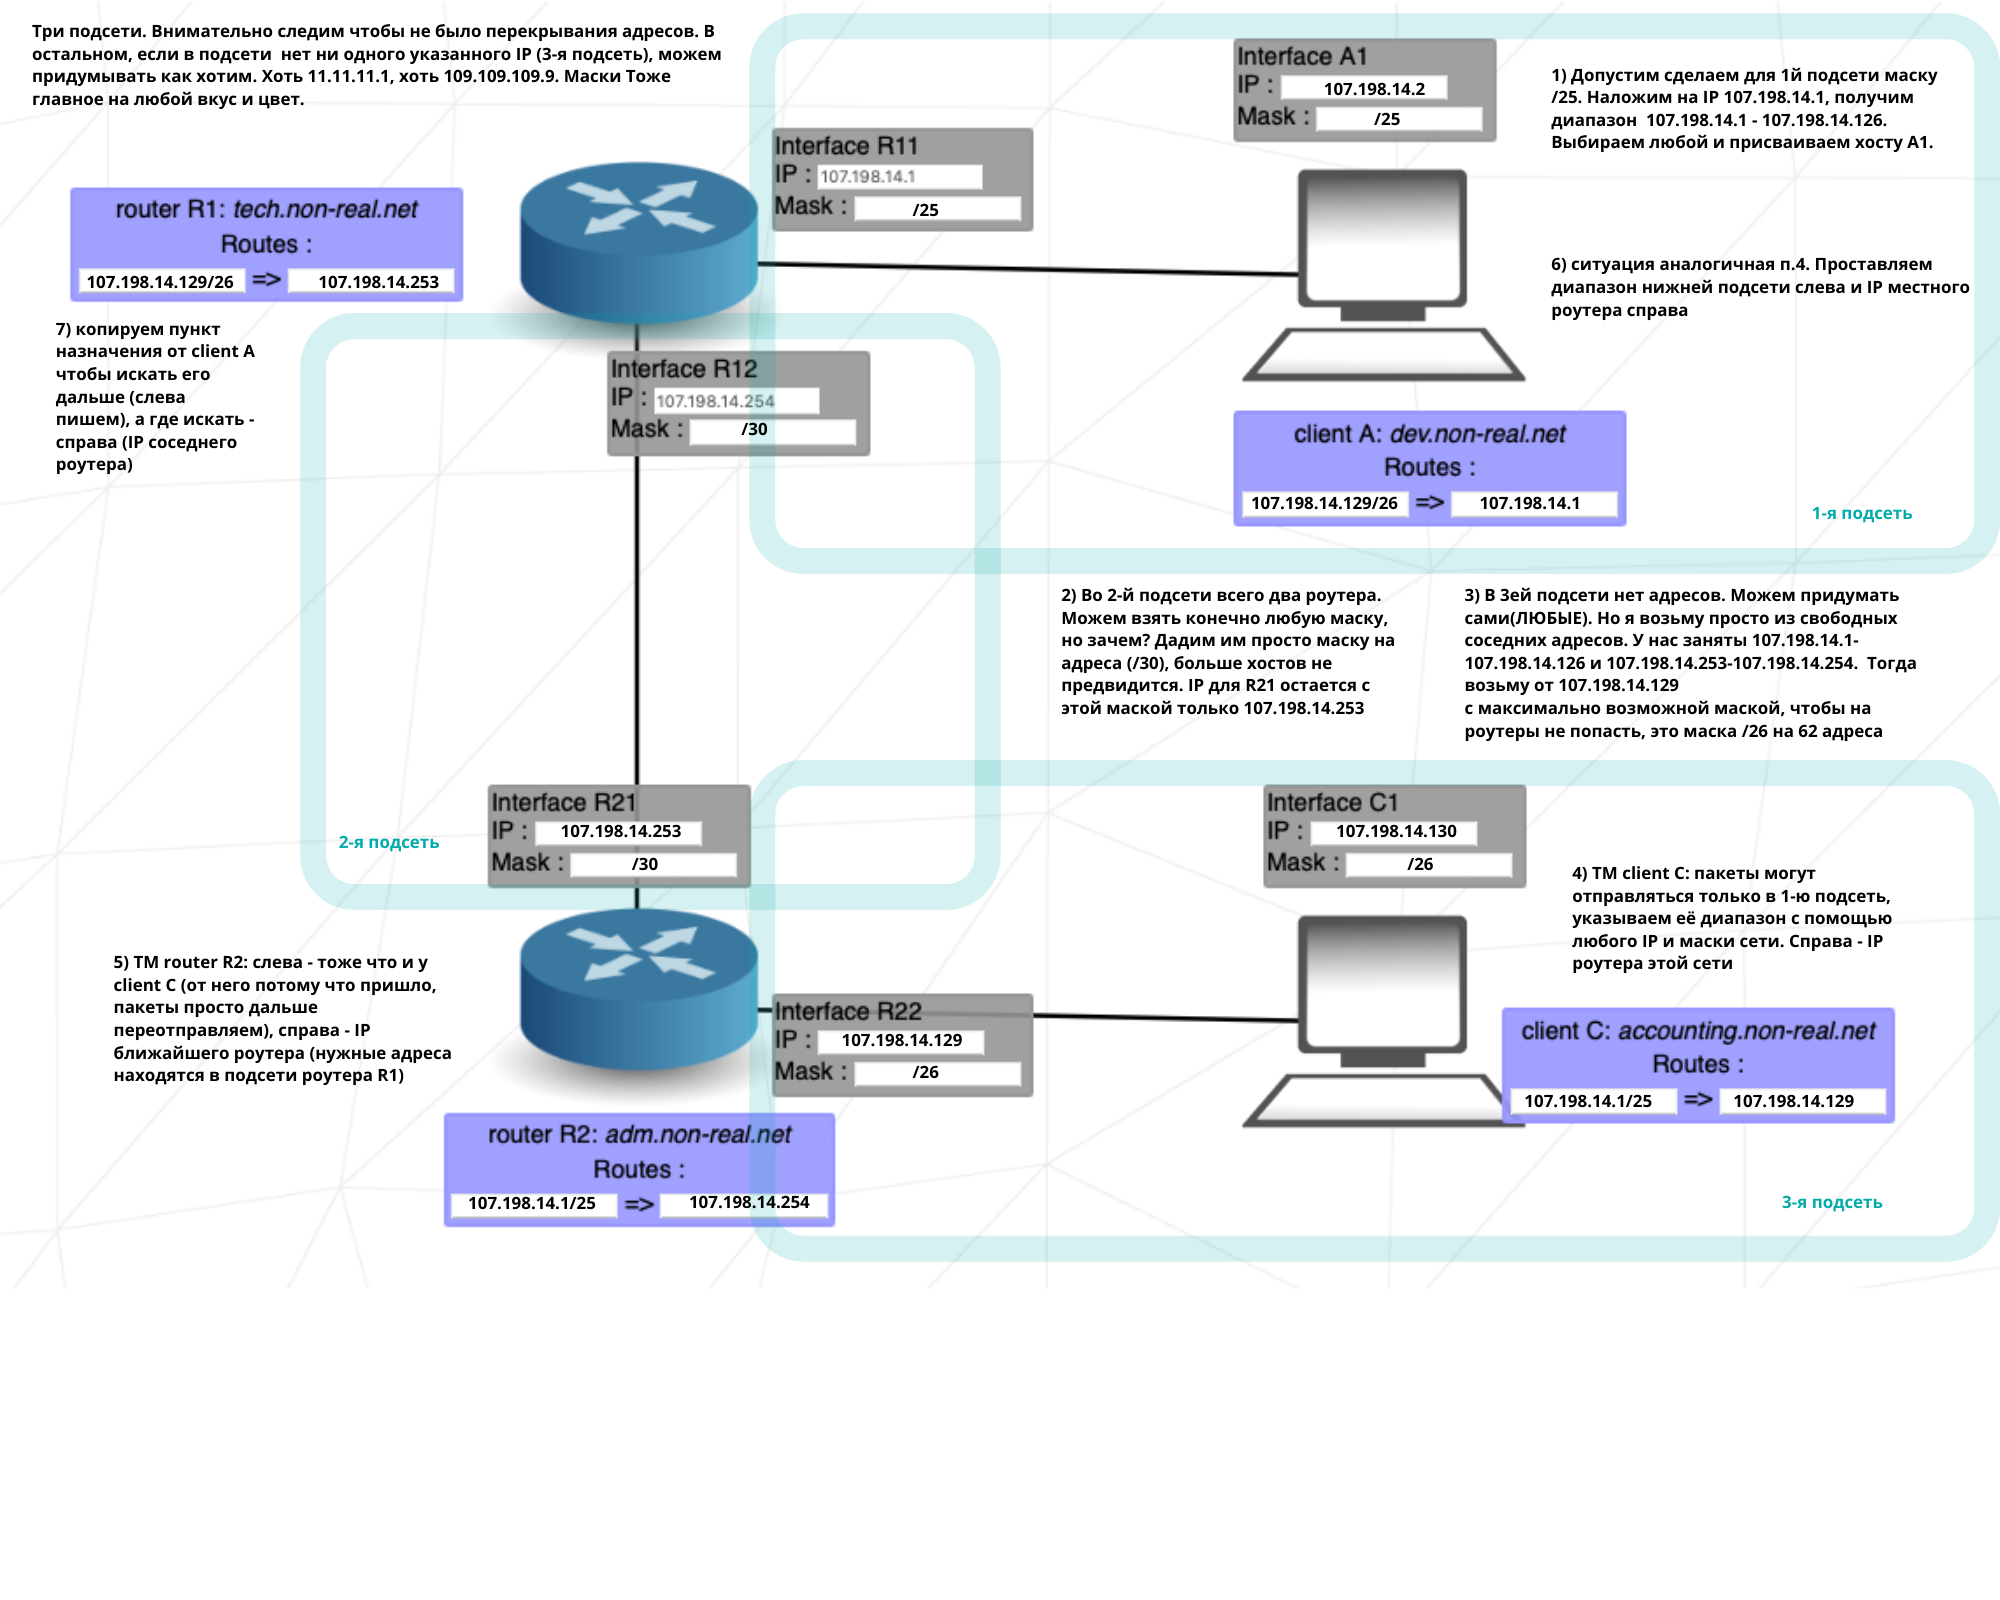 Три подсети. Внимательно следим чтобы не было перекрывания адресов. В
остальном, если в подсети  нет ни одного указанного IP (3-я подсеть), можем
придумывать как хотим. Хоть 11.11.11.1, хоть 109.109.109.9. Маски Тоже
главное на любой вкус и цвет.
Interface A1
IP : 107.198.14.2
Mask : /25
1) Допустим сделаем для 1й подсети маску
/25. Наложим на IP 107.198.14.1, получим
диапазон  107.198.14.1 - 107.198.14.126.
Выбираем любой и присваиваем хосту A1.
Interface R11
IP : 107.198.14.1
Mask : /25
router R1: tech.non-real.net
Routes :
107.198.14.129/26 => 107.198.14.253
6) ситуация аналогичная п.4. Проставляем
диапазон нижней подсети слева и IP местного
роутера справа
7) копируем пункт
назначения от client A
чтобы искать его
дальше (слева
пишем), а где искать -
справа (IP соседнего
роутера)
Interface R12
IP : 107.198.14.254
Mask : /30
client A: dev.non-real.net
Routes :
107.198.14.129/26 => 107.198.14.1
1-я подсеть
2) Во 2-й подсети всего два роутера.
Можем взять конечно любую маску,
но зачем? Дадим им просто маску на
адреса (/30), больше хостов не
предвидится. IP для R21 остается с
этой маской только 107.198.14.253
3) В 3ей подсети нет адресов. Можем придумать
сами(ЛЮБЫЕ). Но я возьму просто из свободных
соседних адресов. У нас заняты 107.198.14.1-
107.198.14.126 и 107.198.14.253-107.198.14.254.  Тогда
возьму от 107.198.14.129
с максимально возможной маской, чтобы на
роутеры не попасть, это маска /26 на 62 адреса
Interface R21
IP : 107.198.14.253
Mask : /30
2-я подсеть
Interface C1
IP : 107.198.14.130
Mask : /26
4) ТМ client C: пакеты могут
отправляться только в 1-ю подсеть,
указываем её диапазон с помощью
любого IP и маски сети. Справа - IP
роутера этой сети
5) ТМ router R2: слева - тоже что и у
client C (от него потому что пришло,
пакеты просто дальше
переотправляем), справа - IP
ближайшего роутера (нужные адреса
находятся в подсети роутера R1)
Interface R22
IP : 107.198.14.129
Mask : /26
client C: accounting.non-real.net
Routes :
107.198.14.1/25 => 107.198.14.129
router R2: adm.non-real.net
Routes :
107.198.14.1/25 => 107.198.14.254
3-я подсеть